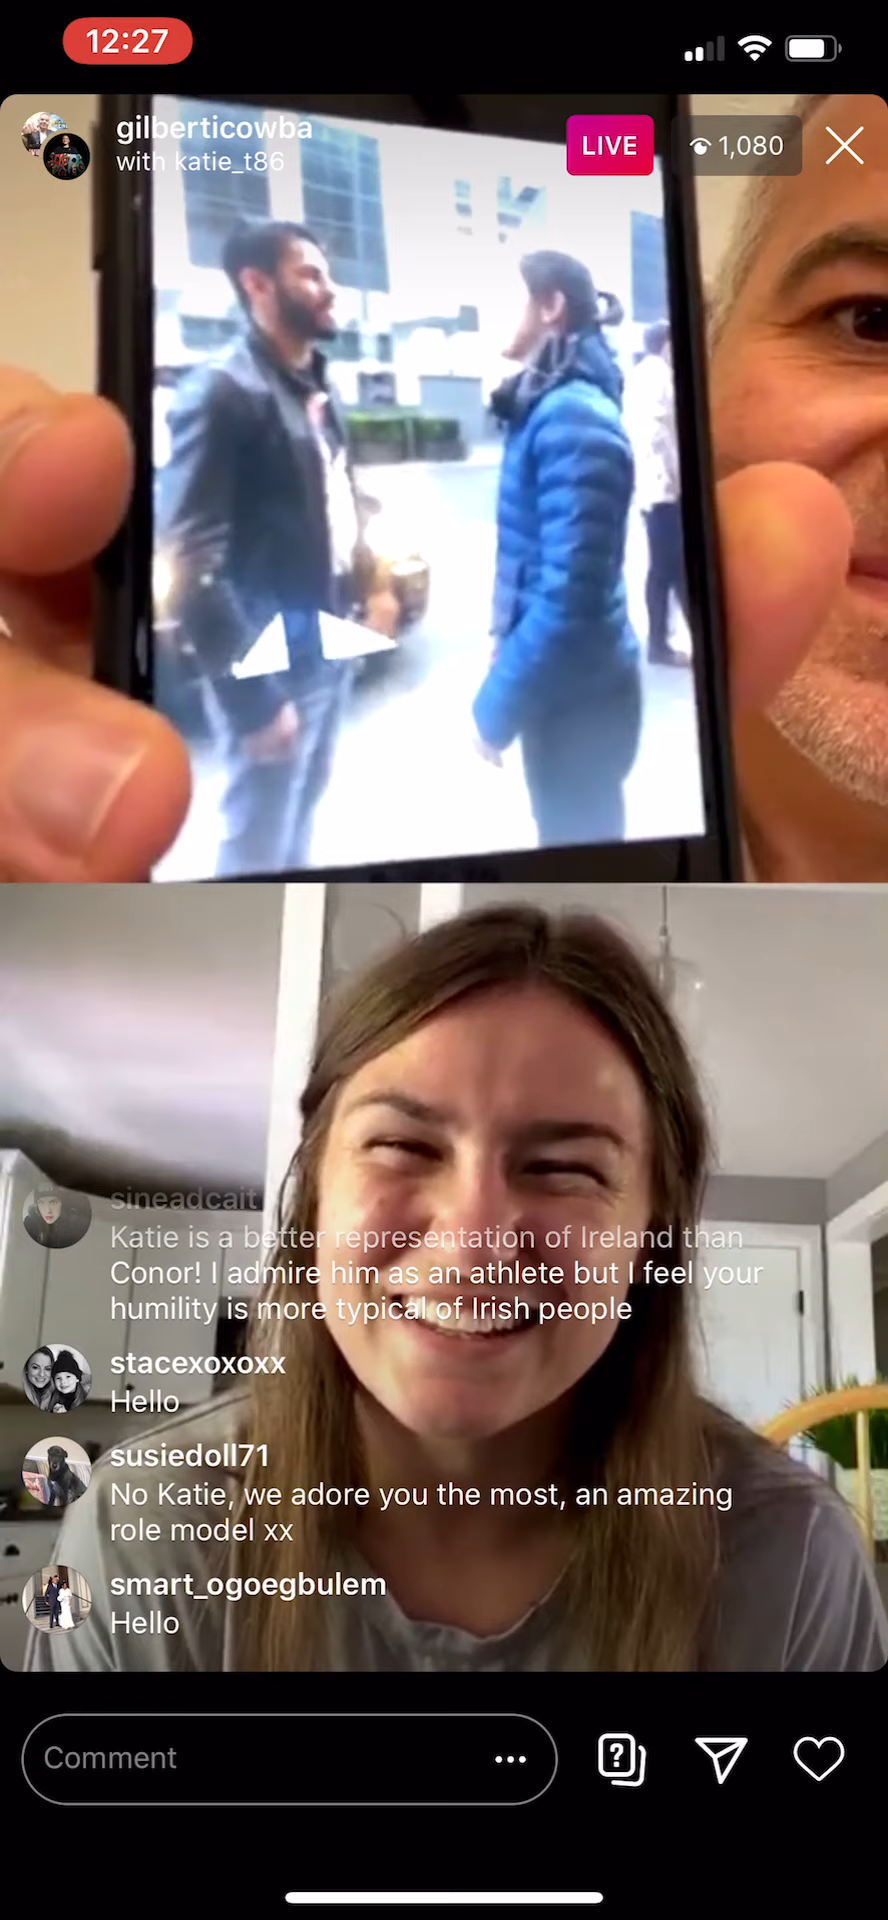 12:27
gilberticowba
with katie_t86
LIVE
1,080
sineadcait
Katie is a better representation of Ireland than
Conor! I admire him as an athlete but I feel your
humility is more typical of Irish people
stacexoxoxx
Hello
susiedoll71
No Katie, we adore you the most, an amazing
role model xx
smart_ogoegbulem
Hello
Comment
?